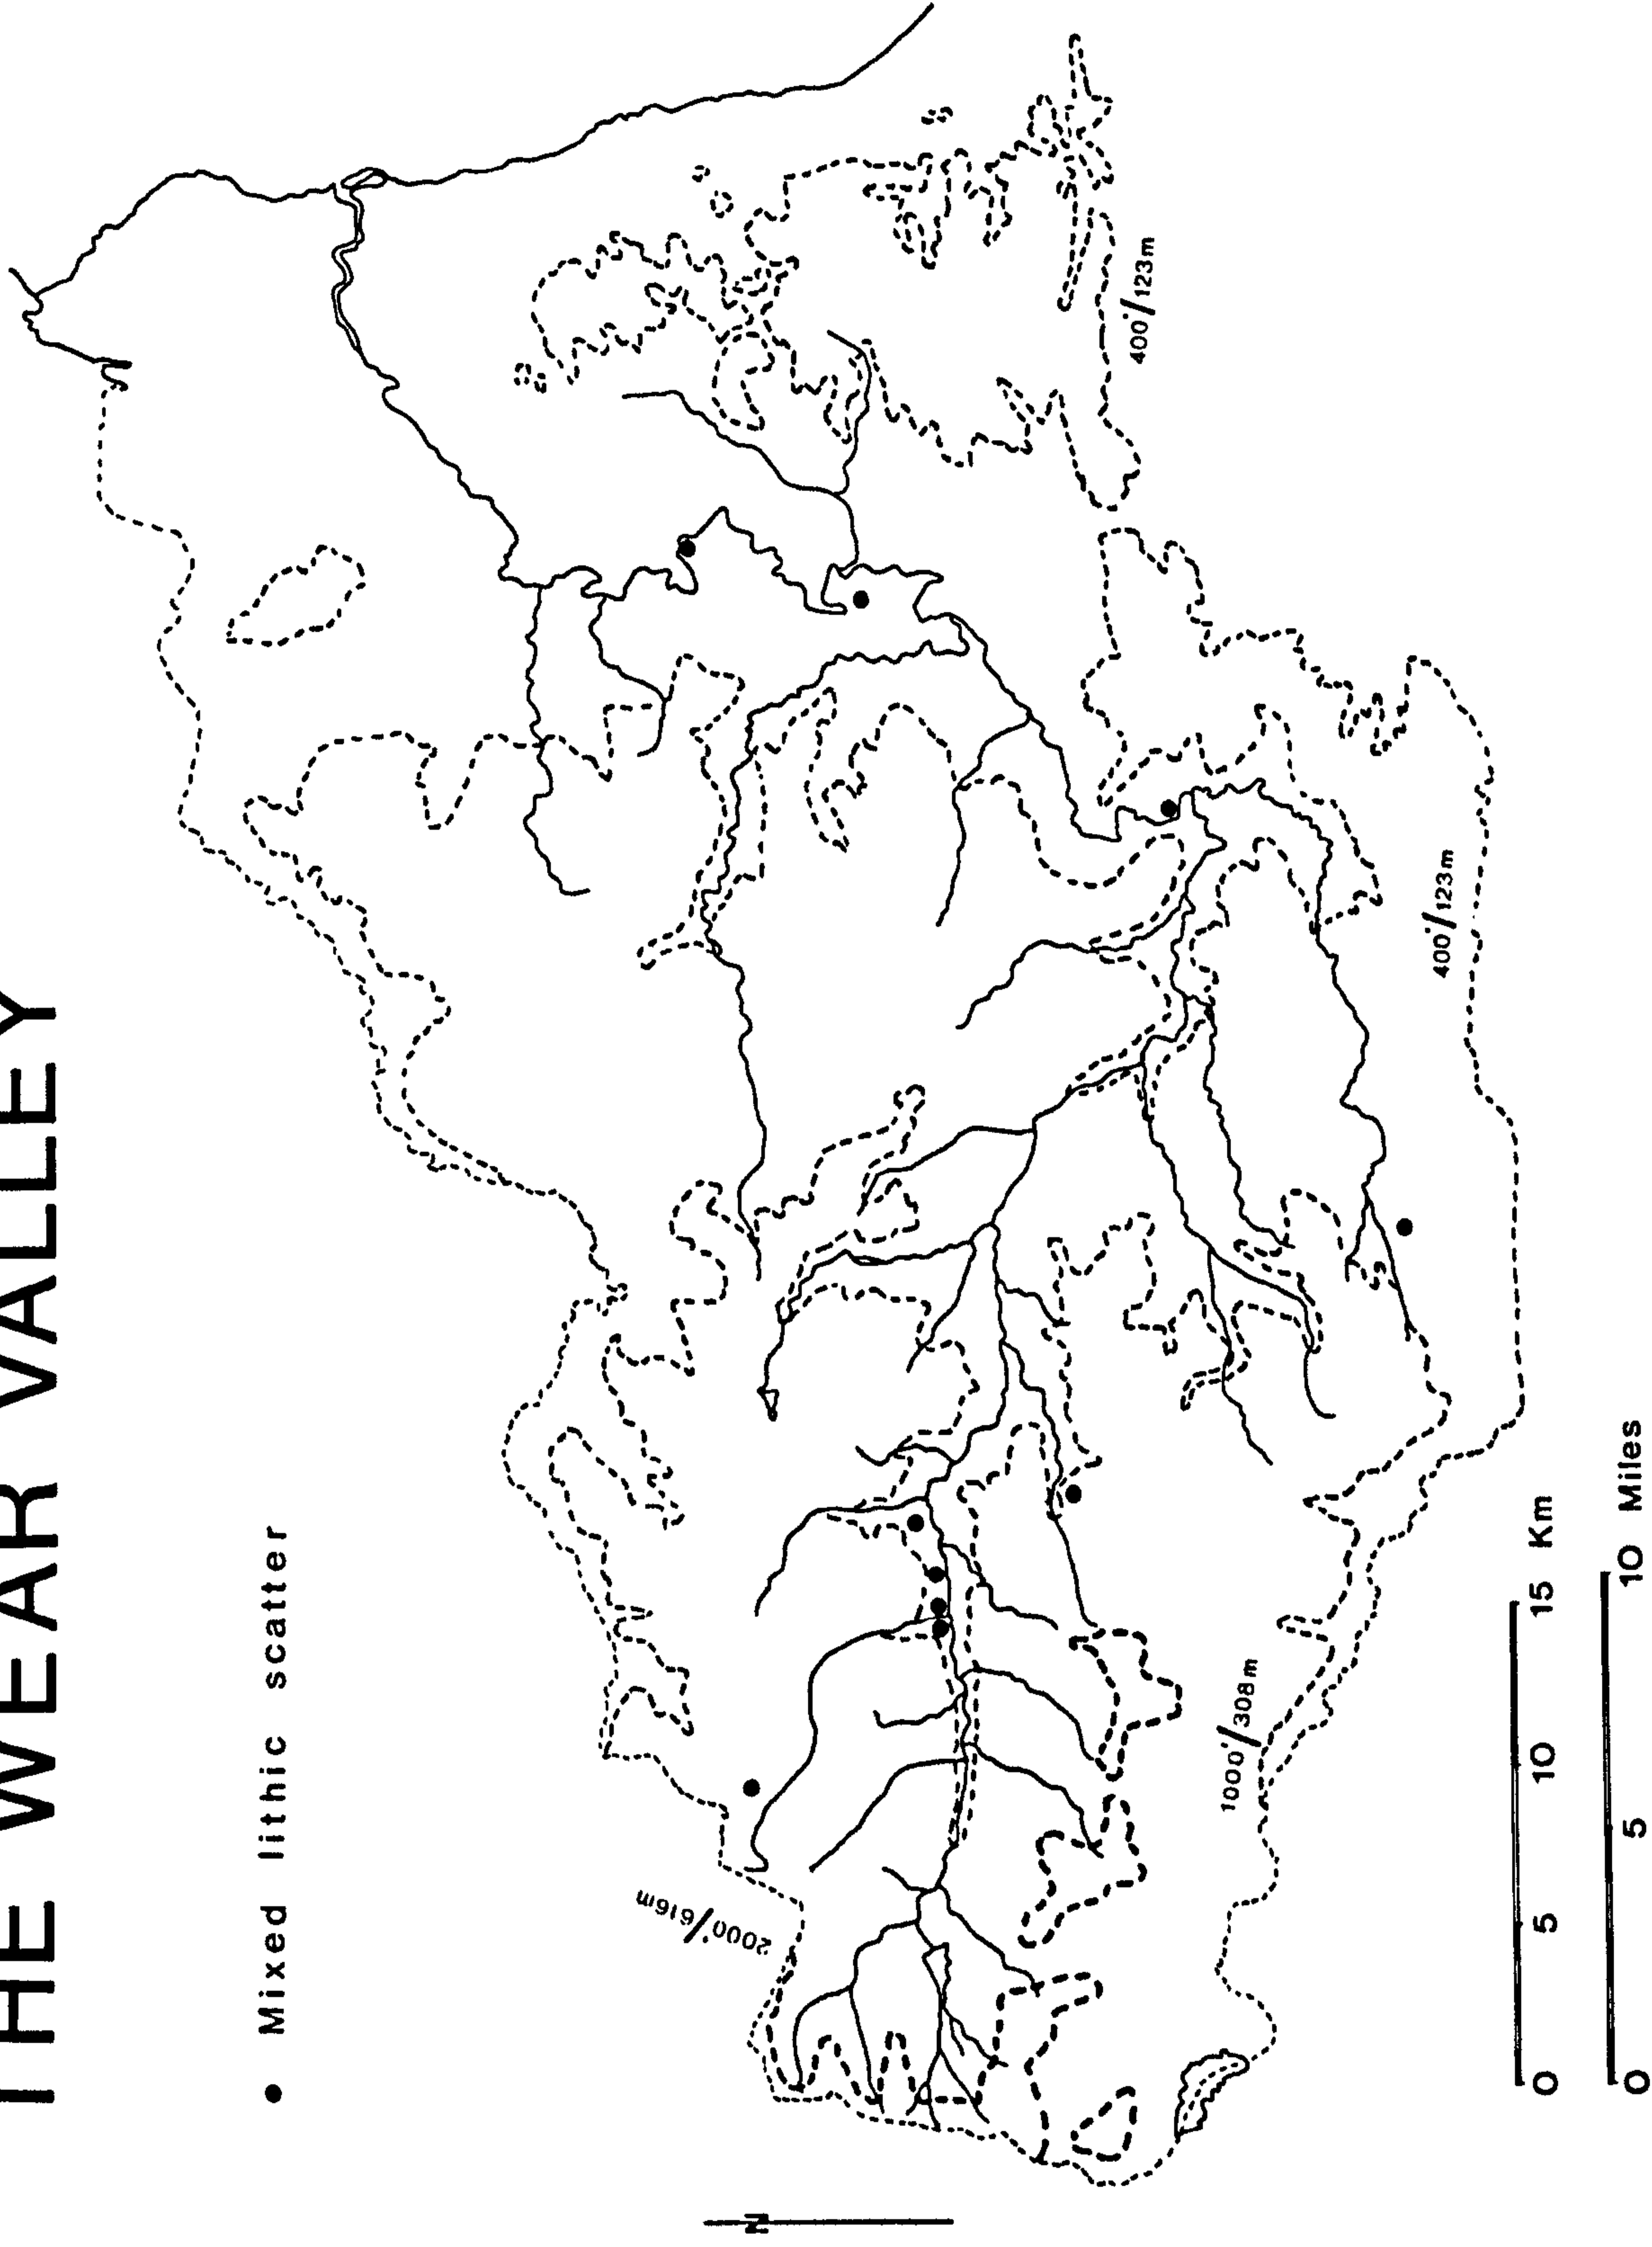 THE WEAR VALLEY
Mixed lithic scatter
N
2000'/616m
1000'/308m
400'/123m
400'/123m
0 5 10 15 Km
0 5 10 Miles